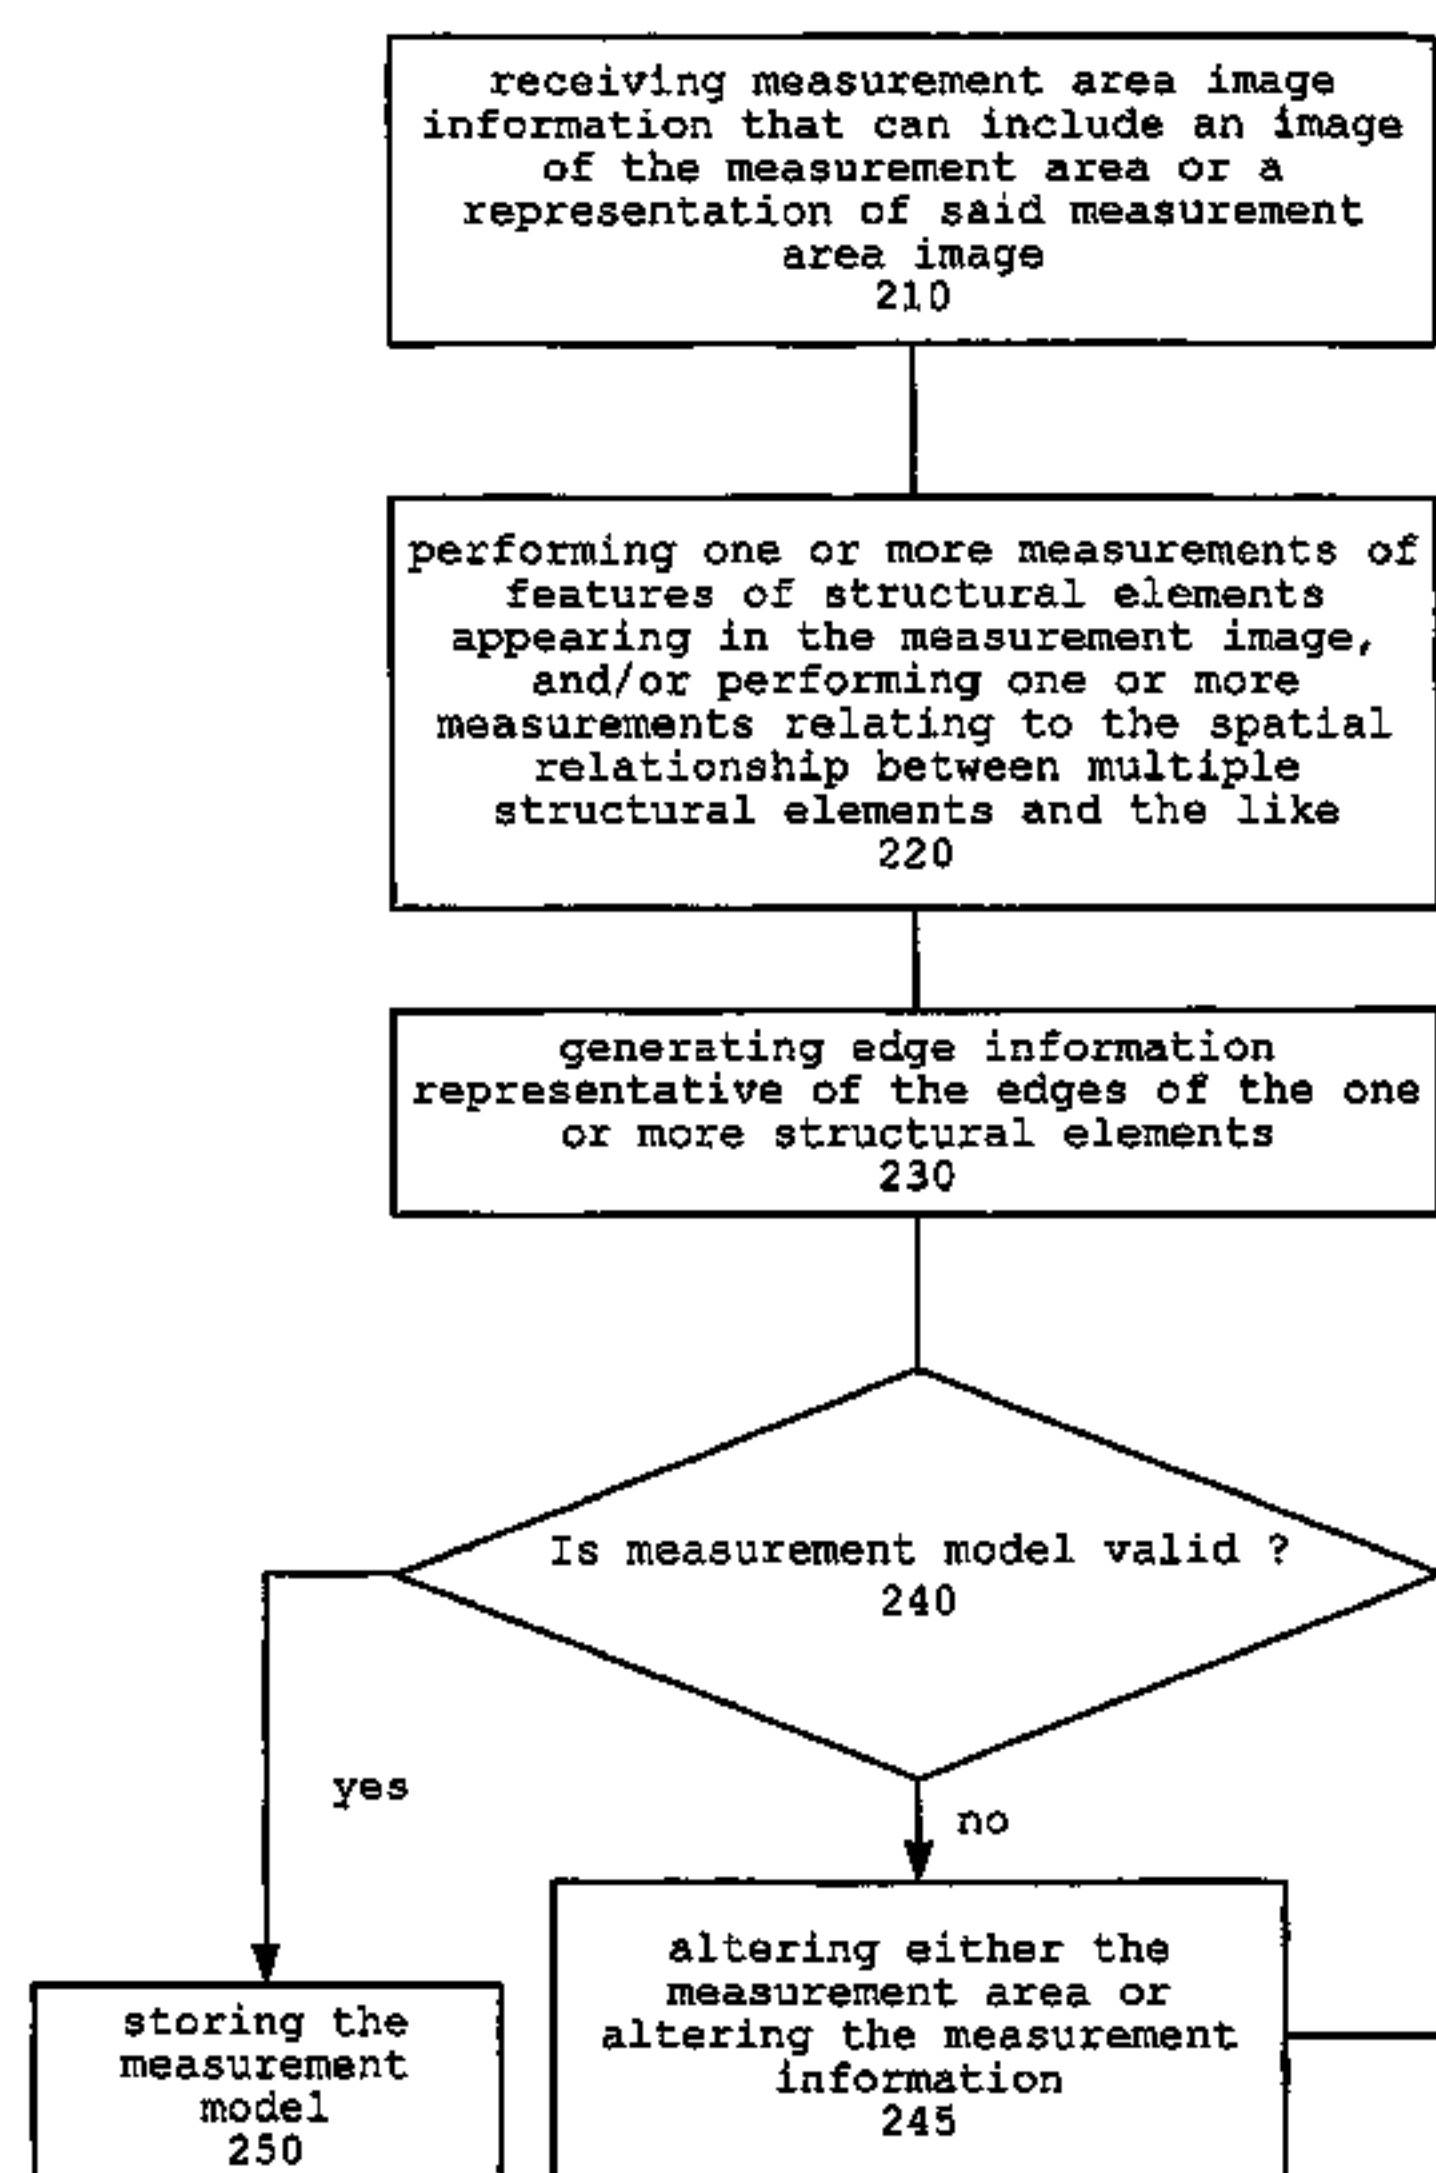 receiving measurement area image
information that can include an image
of the measurement area or a
representation of said measurement
area image
210
performing one or more measurements of
features of structural elements
appearing in the measurement image,
and/or performing one or more
measurements relating to the spatial
relationship between multiple
structural elements and the like
220
generating edge information
representative of the edges of the one
or more structural elements
230
Is measurement model valid ?
240
yes
no
altering either the
measurement area or
altering the measurement
information
245
storing the
measurement
model
250